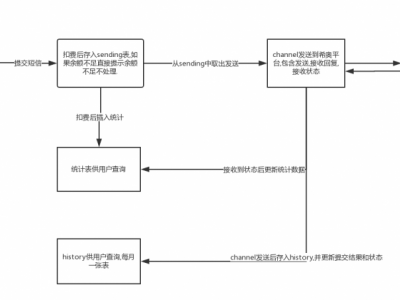 提交短信
扣费后存入sending表,如
果余额不足直接提示余额
不足不处理.
从sending中取出发送
channel发送到希奥平
台,包含发送,接收回复,
接收状态
扣费后插入统计
统计表供用户查询
接收到状态后更新统计数据
history供用户查询,每月
一张表
channel发送后存入history,并更新提交结果和状态